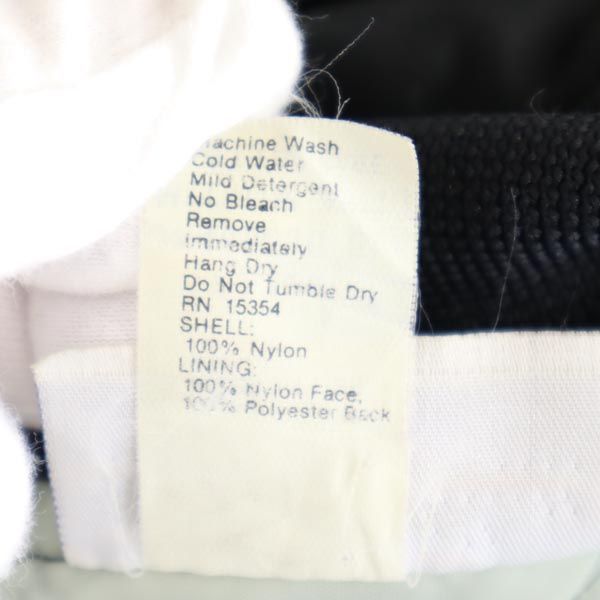 Machine Wash
Cold Water
Mild Detergent
No Bleach
Remove
Immediately
Hang Dry
Do Not Tumble Dry
RN 15354
SHELL:
100% Nylon
LINING:
100% Nylon Face,
100% Polyester Back